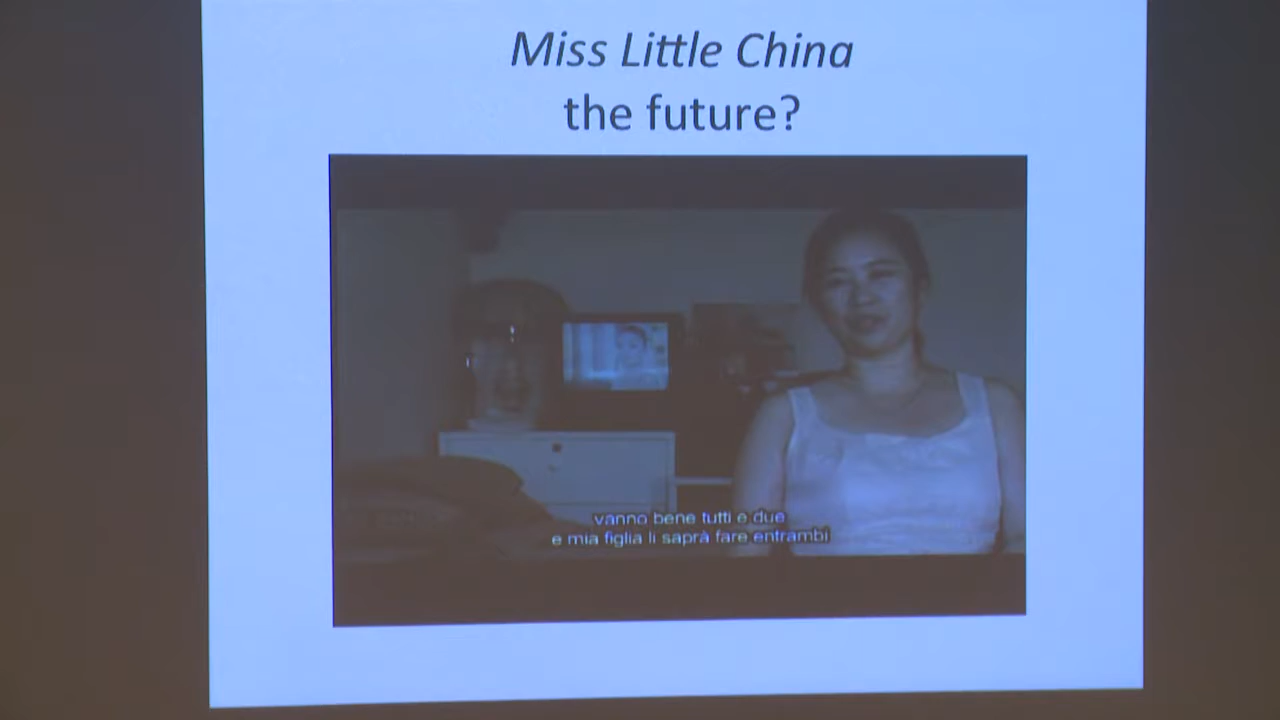 Miss Little China
the future?
vanno bene tutti e due
e mia figlia li saprà fare entrambi